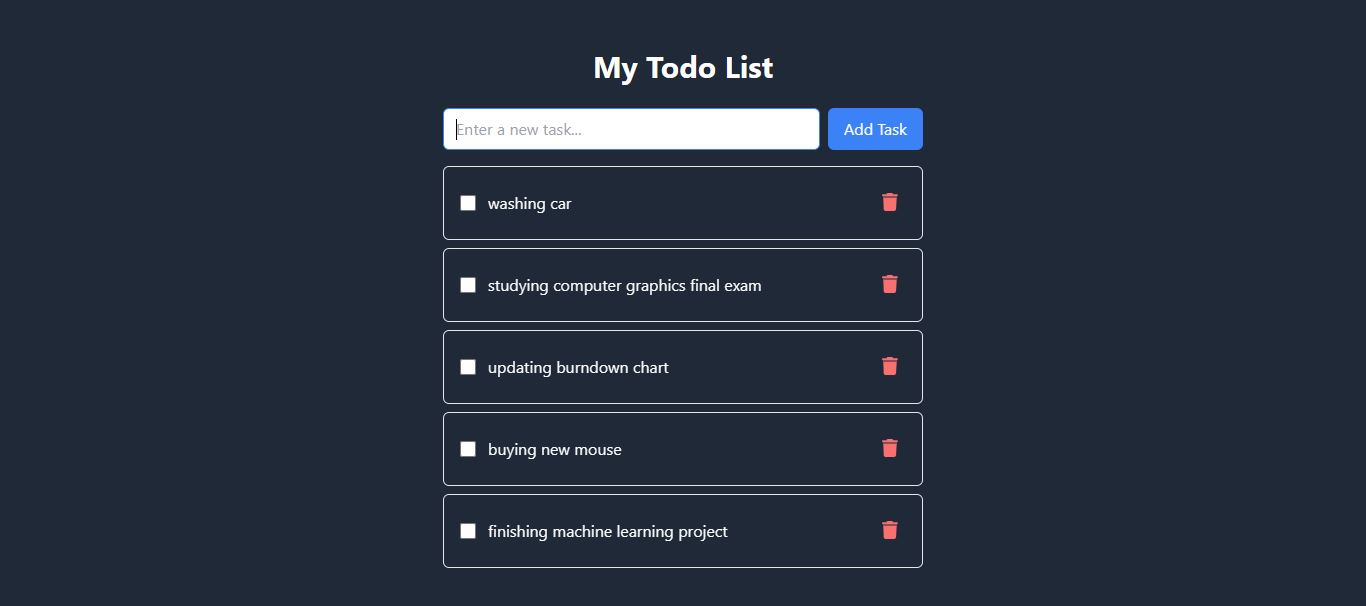 My Todo List
Enter a new task...
Add Task
washing car
studying computer graphics final exam
updating burndown chart
buying new mouse
finishing machine learning project